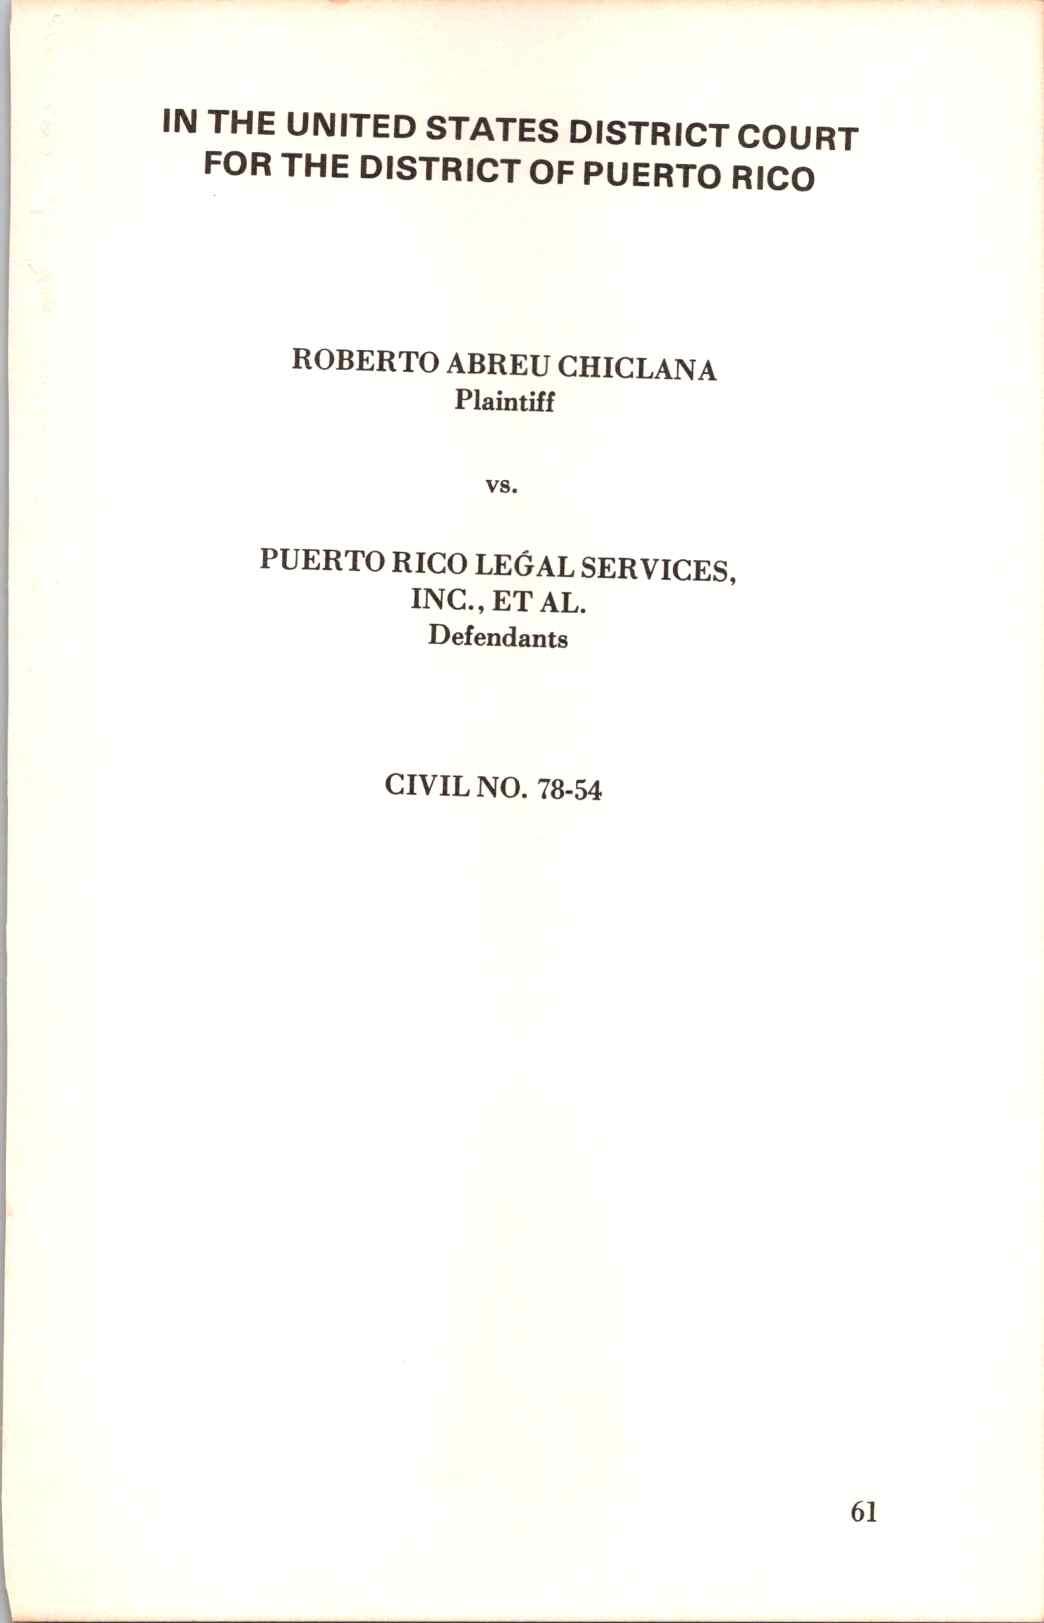 IN THE UNITED STATES DISTRICT COURT
FOR THE DISTRICT OF PUERTO RICO
ROBERTO ABREU CHICLANA
Plaintiff
vs.
PUERTO RICO LEǴAL SERVICES,
INC., ET AL.
Defendants
CIVIL NO. 78-54
61